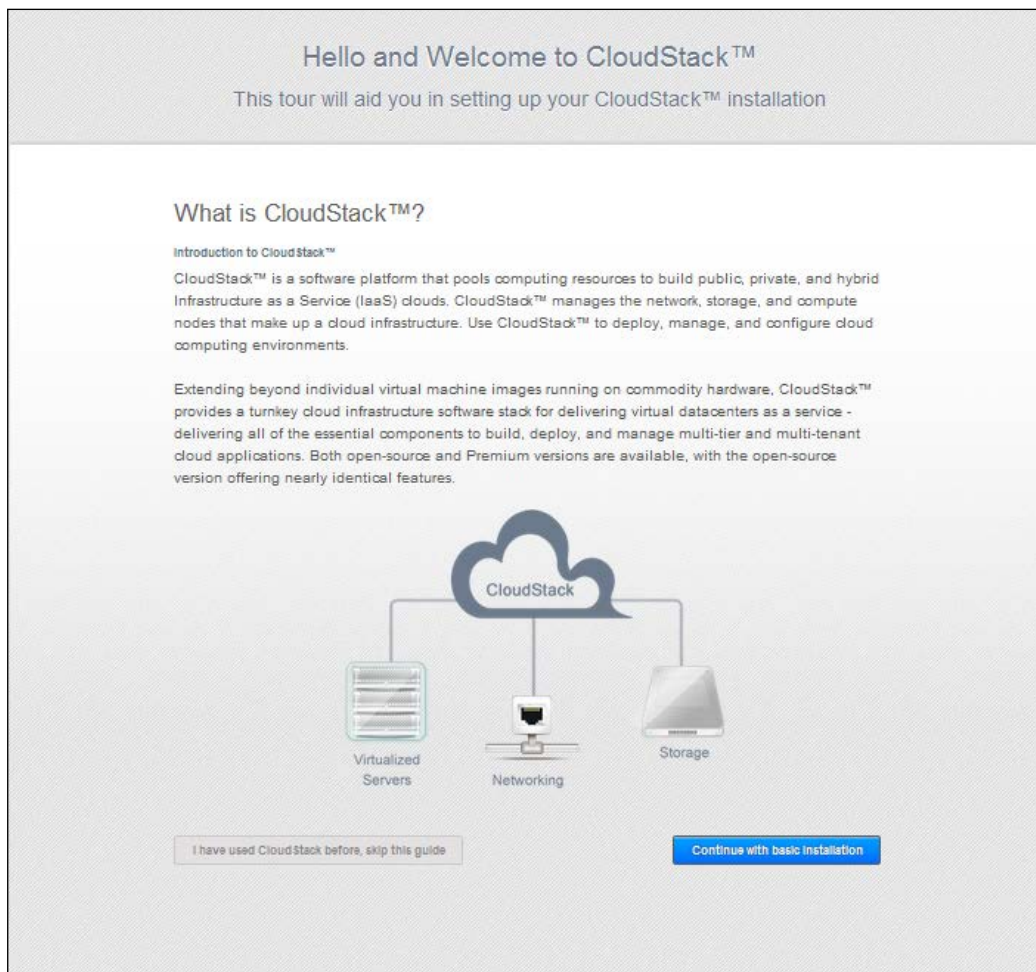 Hello and Welcome to CloudStack™
This tour will aid you in setting up your CloudStack™ installation
What is CloudStack™?
Introduction to CloudStack™
CloudStack™ is a software platform that pools computing resources to build public, private, and hybrid
Infrastructure as a Service (IaaS) clouds. CloudStack™ manages the network, storage, and compute
nodes that make up a cloud infrastructure. Use CloudStack™ to deploy, manage, and configure cloud
computing environments.
Extending beyond individual virtual machine images running on commodity hardware, CloudStack™
provides a turnkey cloud infrastructure software stack for delivering virtual datacenters as a service -
delivering all of the essential components to build, deploy, and manage multi-tier and multi-tenant
cloud applications. Both open-source and Premium versions are available, with the open-source
version offering nearly identical features.
CloudStack
Virtualized
Servers
Networking
Storage
I have used CloudStack before, skip this guide
Continue with basic installation